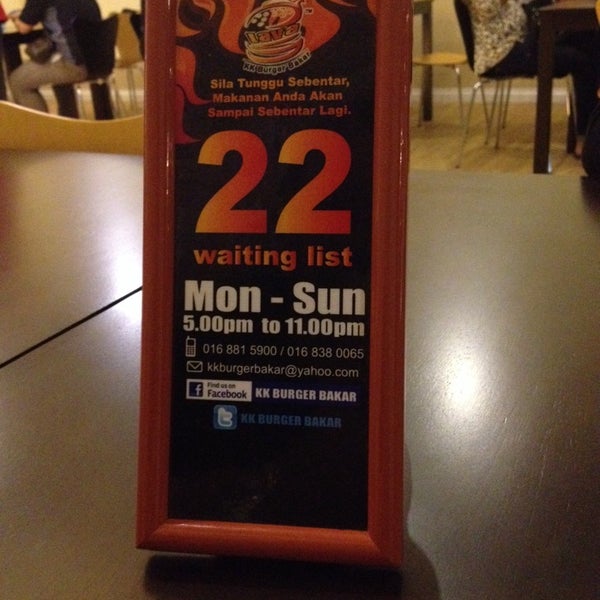 Lava
™
KK Burger Bakar
Sila Tunggu Sebentar,
Makanan Anda Akan
Sampai Sebentar Lagi.
22
waiting list
Mon - Sun
5.00pm to 11.00pm
016 881 5900 / 016 838 0065
kkburgerbakar@yahoo.com
f Find us on Facebook KK BURGER BAKAR
KK BURGER BAKAR